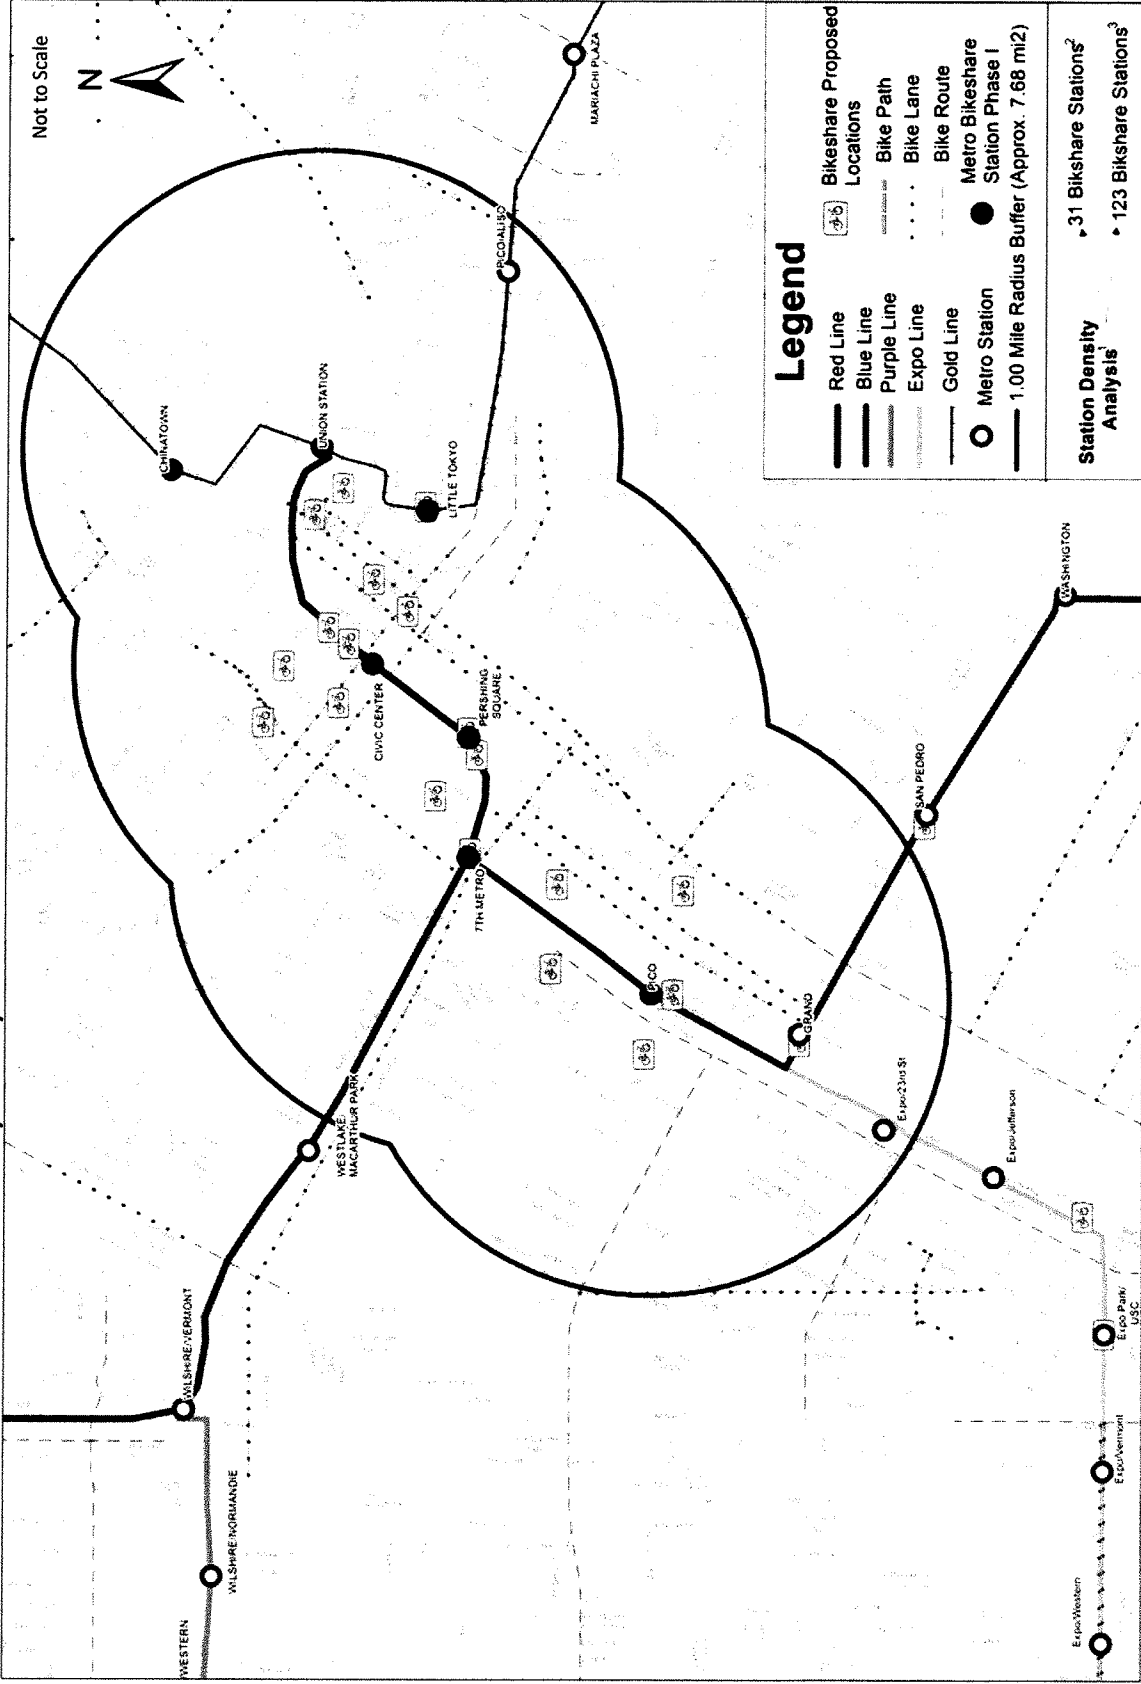 Not to Scale
N
CHINATOWN
UNION STATION
LITTLE TOKYO
PICO/ALISO
MARIACHI PLAZA
CIVIC CENTER
PERSHING
SQUARE
7TH METRO
WESTLAKE
MACARTHUR PARK
WILSHIRE/VERMONT
WILSHIRE/NORMANDIE
/WESTERN
PICO
GRAND
SAN PEDRO
WASHINGTON
Expo/23rd St
Expo/Jefferson
Expo Park/
USC
Expo/Vermont
Expo/Western
Legend
Red Line
Blue Line
Purple Line
Expo Line
Gold Line
Metro Station
1.00 Mile Radius Buffer (Approx. 7.68 mi2)
Bikeshare Proposed
Locations
Bike Path
Bike Lane
Bike Route
Metro Bikeshare
Station Phase I
Station Density
Analysis¹
31 Bikshare Stations²
123 Bikshare Stations³